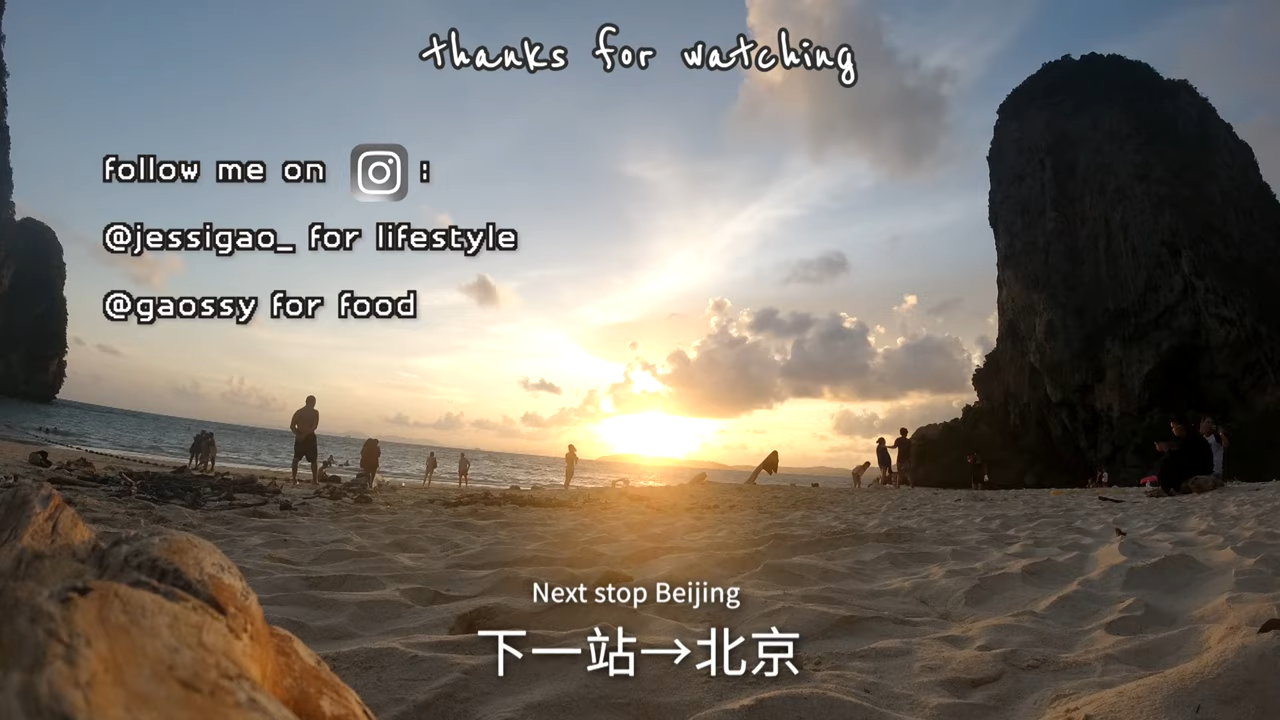 thanks for watching
follow me on :
@jessigao_ for lifestyle
@gaossy for food
Next stop Beijing
下一站→北京